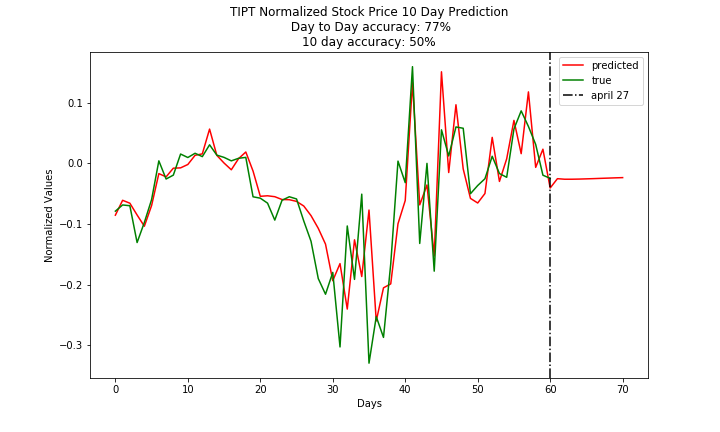 TIPT Normalized Stock Price 10 Day Prediction
Day to Day accuracy: 77%
10 day accuracy: 50%
predicted
true
april 27
0.1
0.0
−0.1
−0.2
−0.3
Normalized Values
0 10 20 30 40 50 60 70
Days